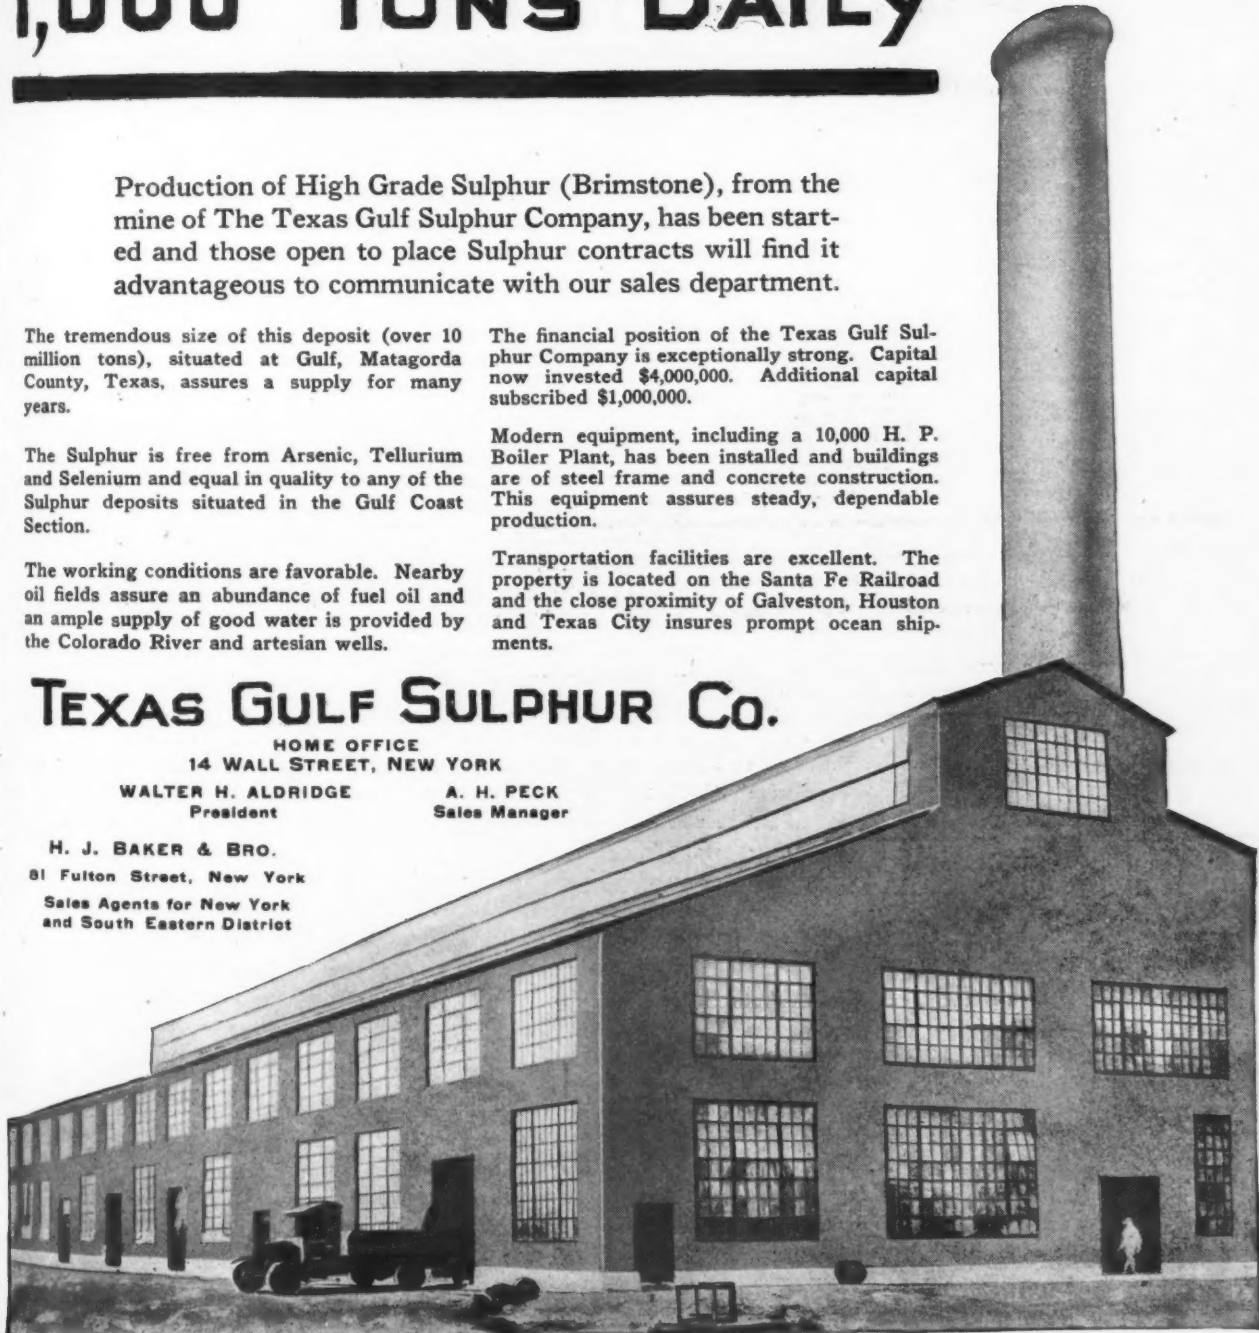 1,000 TONS DAILY
Production of High Grade Sulphur (Brimstone), from the
mine of The Texas Gulf Sulphur Company, has been start-
ed and those open to place Sulphur contracts will find it
advantageous to communicate with our sales department.
The tremendous size of this deposit (over 10
million tons), situated at Gulf, Matagorda
County, Texas, assures a supply for many
years.
The Sulphur is free from Arsenic, Tellurium
and Selenium and equal in quality to any of the
Sulphur deposits situated in the Gulf Coast
Section.
The working conditions are favorable. Nearby
oil fields assure an abundance of fuel oil and
an ample supply of good water is provided by
the Colorado River and artesian wells.
The financial position of the Texas Gulf Sul-
phur Company is exceptionally strong. Capital
now invested $4,000,000. Additional capital
subscribed $1,000,000.
Modern equipment, including a 10,000 H. P.
Boiler Plant, has been installed and buildings
are of steel frame and concrete construction.
This equipment assures steady, dependable
production.
Transportation facilities are excellent. The
property is located on the Santa Fe Railroad
and the close proximity of Galveston, Houston
and Texas City insures prompt ocean ship-
ments.
TEXAS GULF SULPHUR CO.
HOME OFFICE
14 WALL STREET, NEW YORK
WALTER H. ALDRIDGE A. H. PECK
President Sales Manager
H. J. BAKER & BRO.
81 Fulton Street, New York
Sales Agents for New York
and South Eastern District